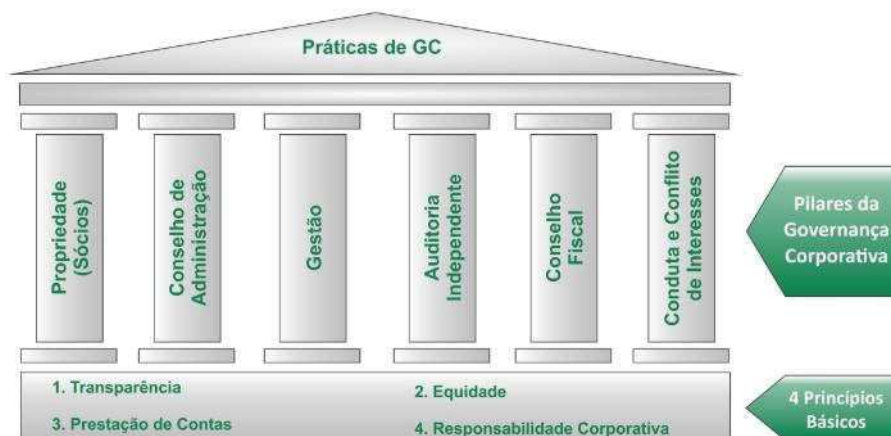 Práticas de GC
Propriedade
(Sócios)
Conselho de
Administração
Gestão
Auditoria
Independente
Conselho
Fiscal
Conduta e Conflito
de Interesses
Pilares da
Governança
Corporativa
1. Transparência
2. Equidade
3. Prestação de Contas
4. Responsabilidade Corporativa
4 Princípios
Básicos